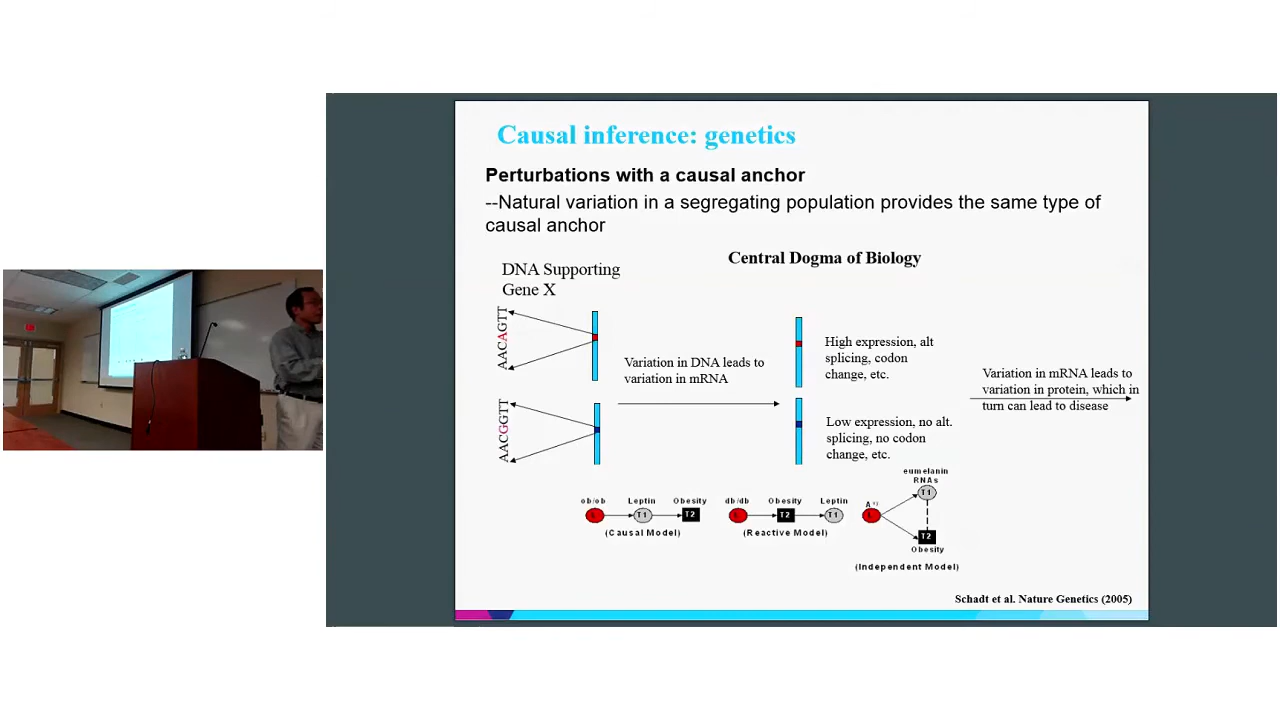 Causal inference: genetics
Perturbations with a causal anchor
--Natural variation in a segregating population provides the same type of
causal anchor
Central Dogma of Biology
DNA Supporting
Gene X
AACAGTT
Variation in DNA leads to
variation in mRNA
High expression, alt
splicing, codon
change, etc.
Variation in mRNA leads to
variation in protein, which in
turn can lead to disease
AACGGTT
Low expression, no alt.
splicing, no codon
change, etc.
ob/ob Leptin Obesity
L T1 T2
(Causal Model)
db/db Obesity Leptin
T2 T1
(Reactive Model)
eumelanin
RNAs
T1
T2
Obesity
(Independent Model)
Schadt et al. Nature Genetics (2005)